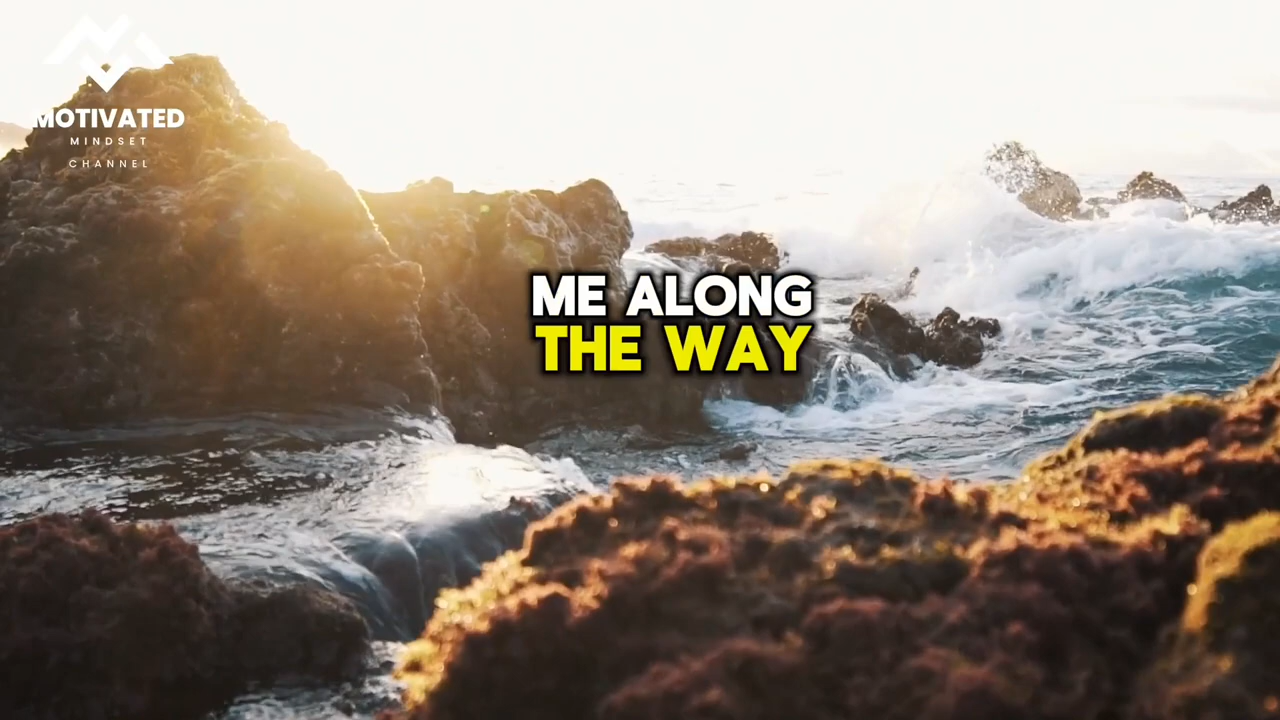 MOTIVATED
MINDSET
CHANNEL
ME ALONG
THE WAY